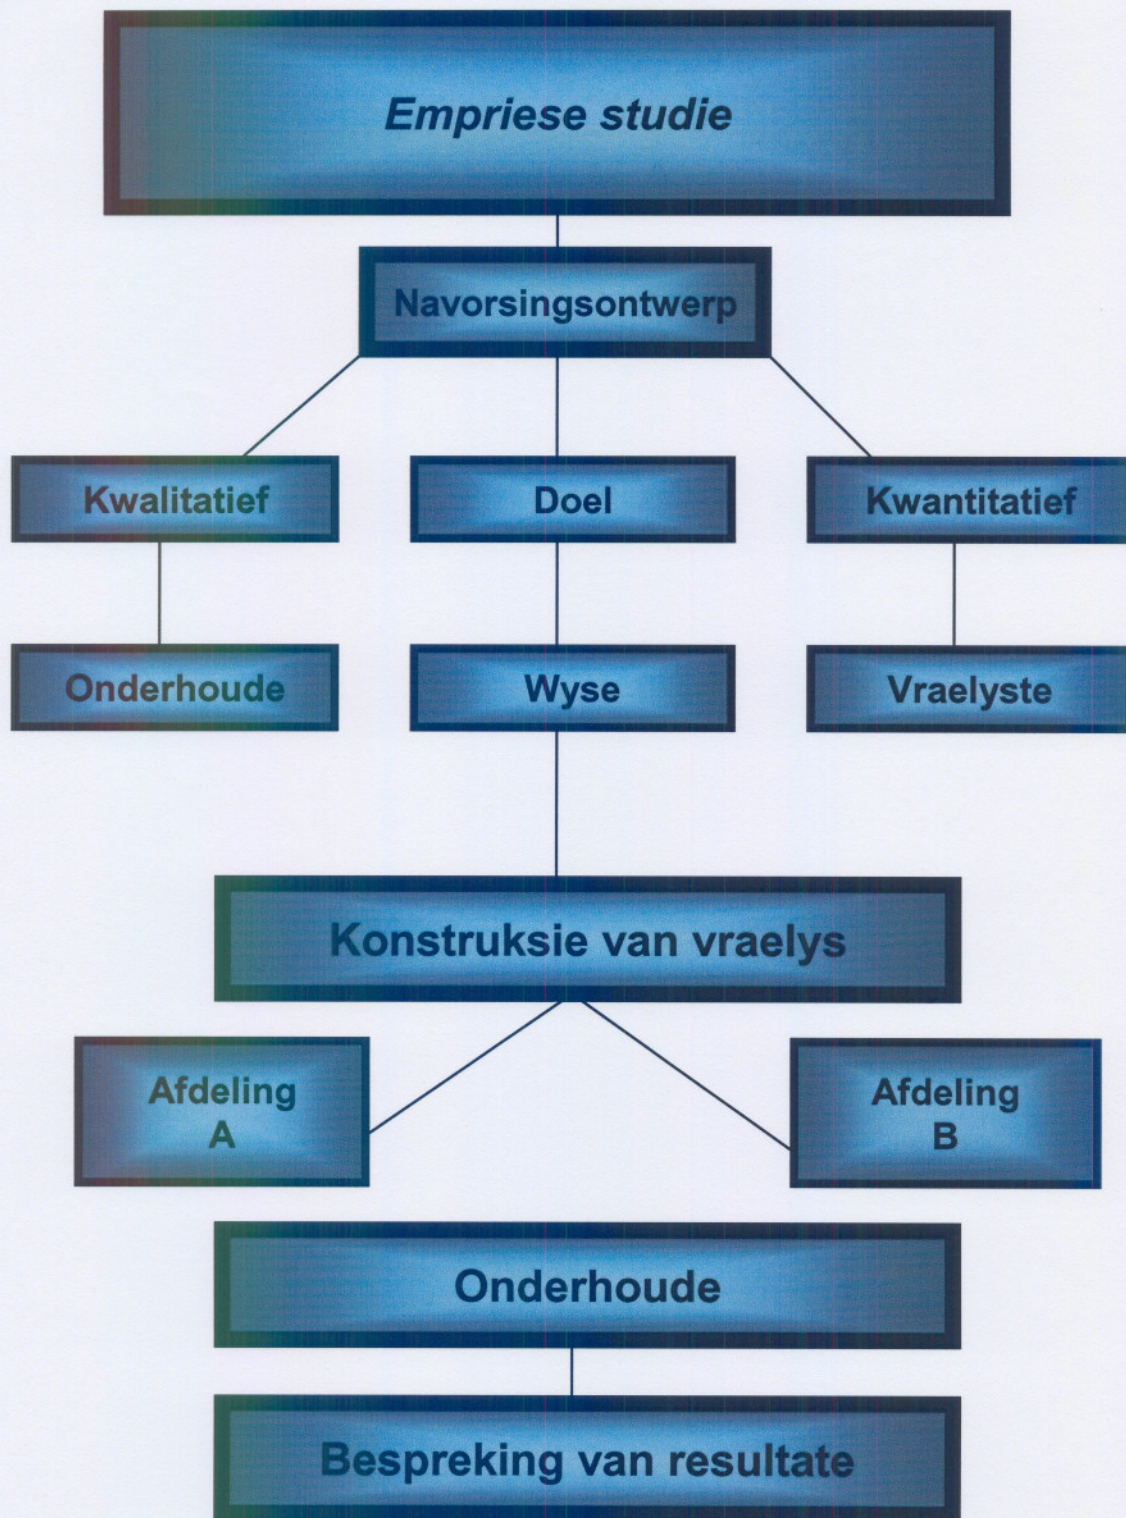 Empriese studie
Navorsingsontwerp
Kwalitatief
Doel
Kwantitatief
Onderhoude
Wyse
Vraelyste
Konstruksie van vraelys
Afdeling
A
Afdeling
B
Onderhoude
Bespreking van resultate